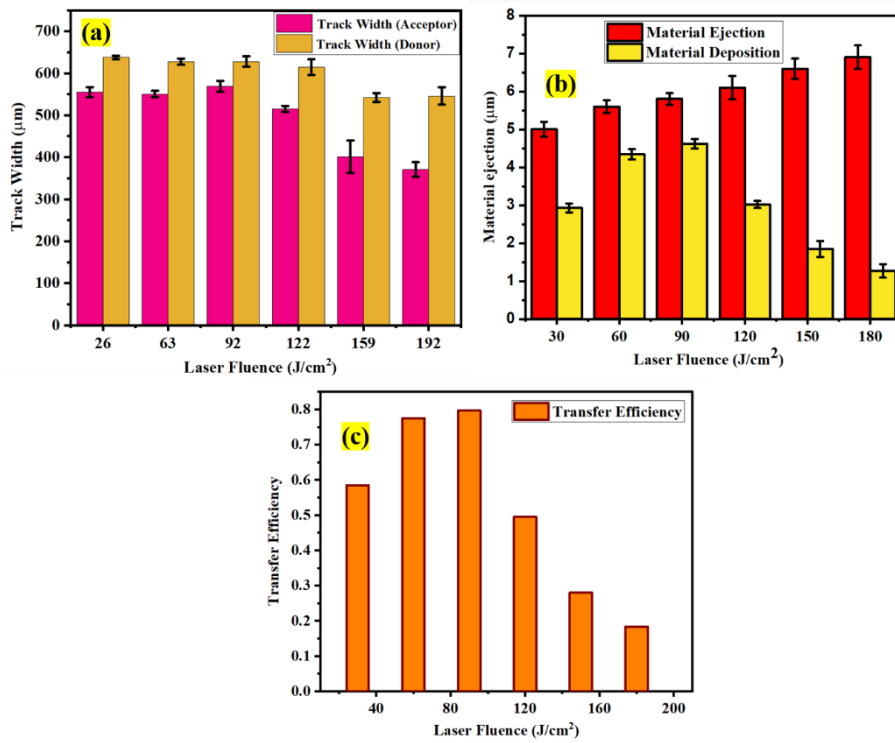 (a)
Track Width (Acceptor)
Track Width (Donor)
700
600
500
400
300
200
100
0
Track Width (μm)
26 63 92 122 159 192
Laser Fluence (J/cm²)
(b)
Material Ejection
Material Deposition
8
7
6
5
4
3
2
1
0
Material ejection (μm)
30 60 90 120 150 180
Laser Fluence (J/cm²)
(c)
Transfer Efficiency
0.8
0.7
0.6
0.5
0.4
0.3
0.2
0.1
0.0
Transfer Efficiency
40 80 120 160 200
Laser Fluence (J/cm²)